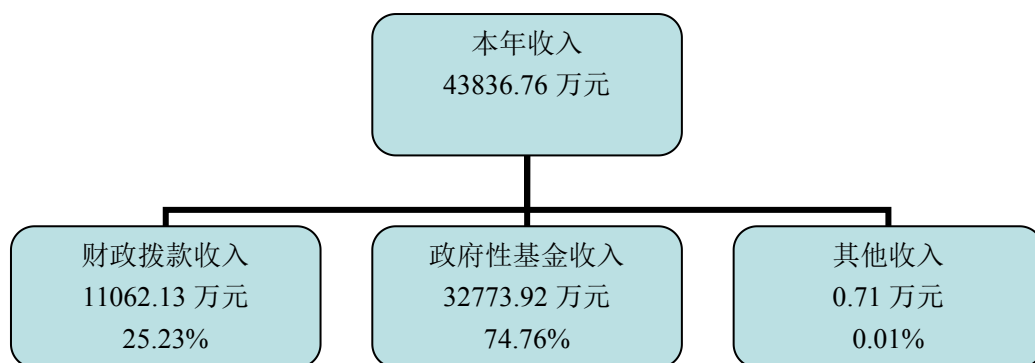 本年收入
43836.76 万元
财政拨款收入
11062.13 万元
25.23%
政府性基金收入
32773.92 万元
74.76%
其他收入
0.71 万元
0.01%